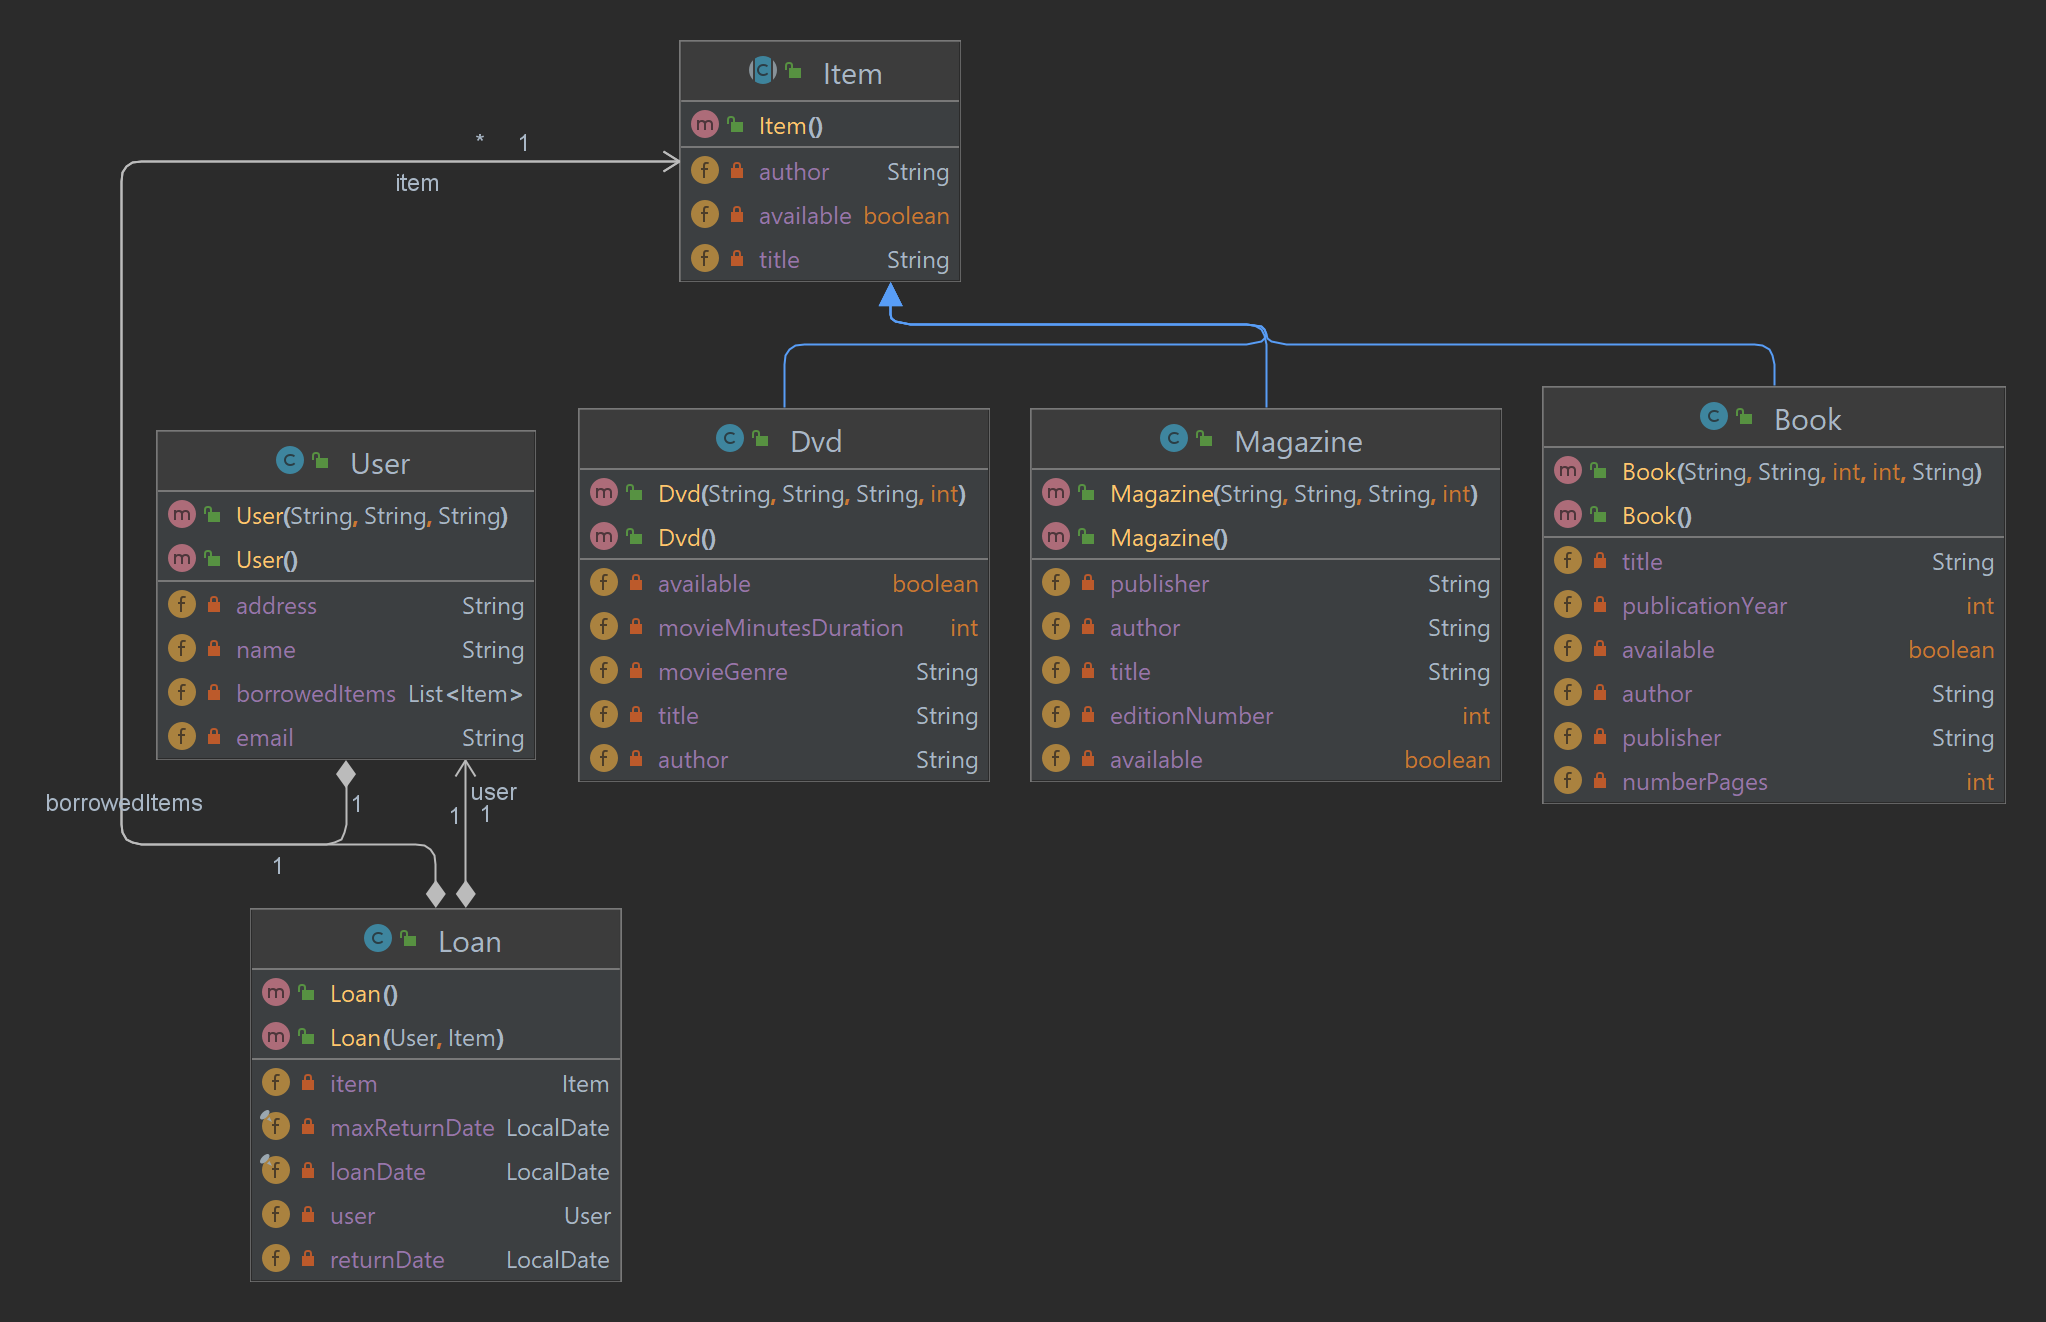 Item
Item()
author String
available boolean
title String
* 1
item
User
User(String, String, String)
User()
address String
name String
borrowedItems List<Item>
email String
Dvd
Dvd(String, String, String, int)
Dvd()
available boolean
movieMinutesDuration int
movieGenre String
title String
author String
Magazine
Magazine(String, String, String, int)
Magazine()
publisher String
author String
title String
editionNumber int
available boolean
Book
Book(String, String, int, int, String)
Book()
title String
publicationYear int
available boolean
author String
publisher String
numberPages int
borrowedItems
1
user
1
1
1
Loan
Loan()
Loan(User, Item)
item Item
maxReturnDate LocalDate
loanDate LocalDate
user User
returnDate LocalDate